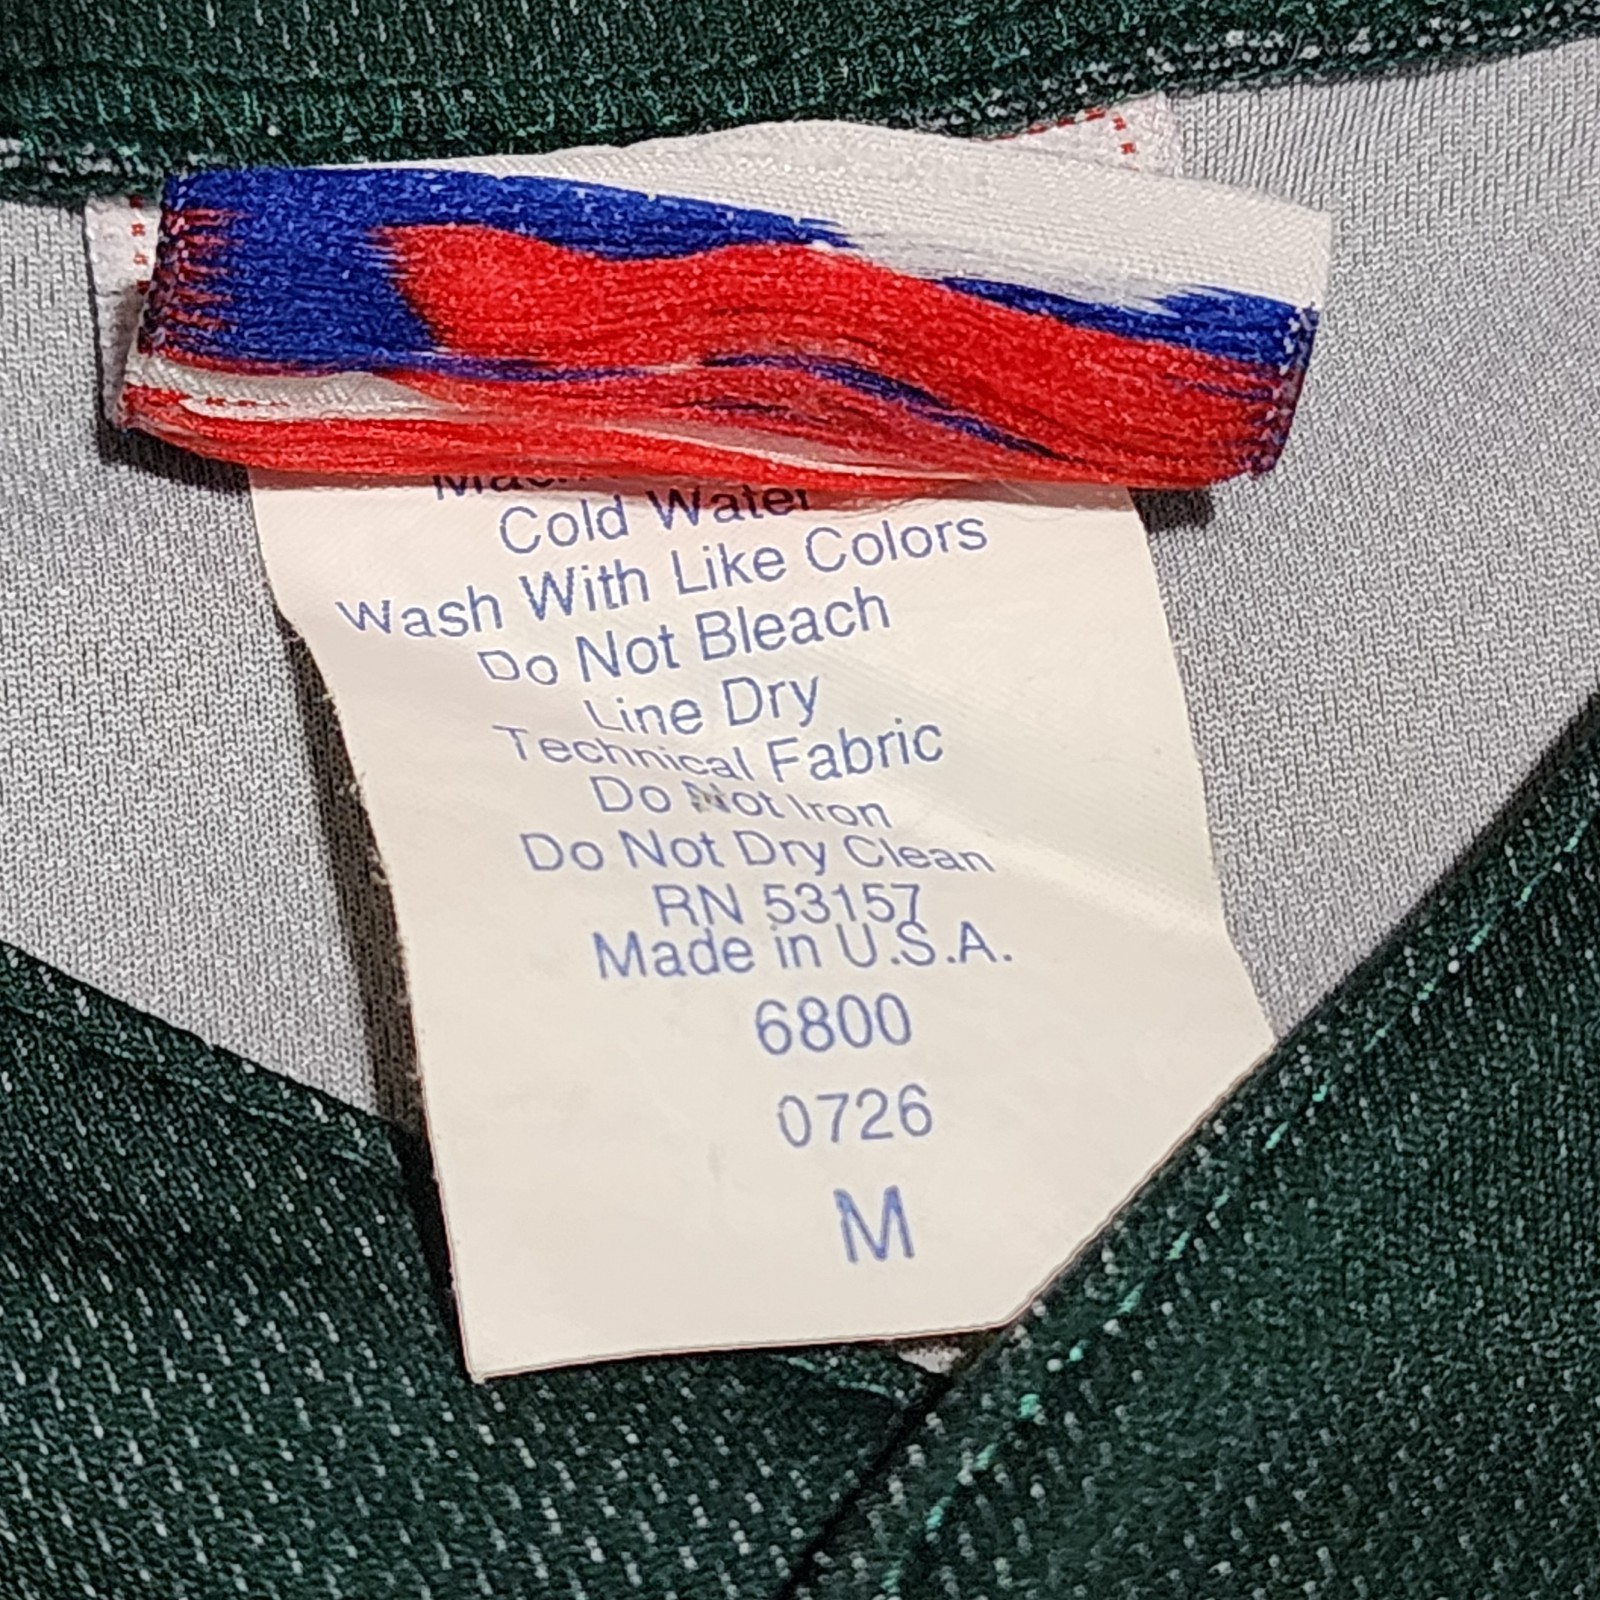 Cold Water
Wash With Like Colors
Do Not Bleach
Line Dry
Technical Fabric
Do Not Iron
Do Not Dry Clean
RN 53157
Made in U.S.A.
6800
0726
M